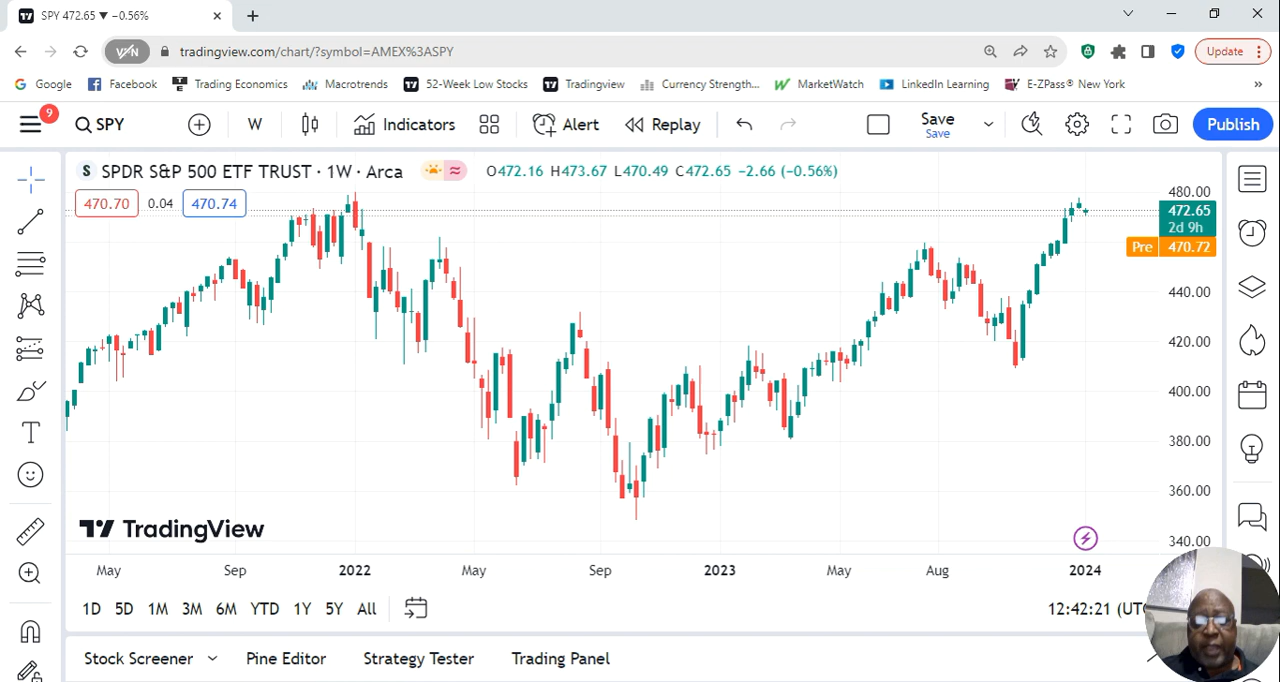 SPY 472.65 ▼ −0.56%
tradingview.com/chart/?symbol=AMEX%3ASPY
Update
Google Facebook Trading Economics Macrotrends 52-Week Low Stocks Tradingview Currency Strength... MarketWatch LinkedIn Learning E-ZPass® New York »
9
SPY W Indicators Alert Replay Save Publish
Save
SPDR S&P 500 ETF TRUST · 1W · Arca O472.16 H473.67 L470.49 C472.65 −2.66 (−0.56%)
470.70 0.04 470.74
480.00
472.65
2d 9h
Pre 470.72
440.00
420.00
400.00
380.00
360.00
340.00
TradingView
May Sep 2022 May Sep 2023 May Aug 2024
1D 5D 1M 3M 6M YTD 1Y 5Y All 12:42:21 (UTC
Stock Screener Pine Editor Strategy Tester Trading Panel